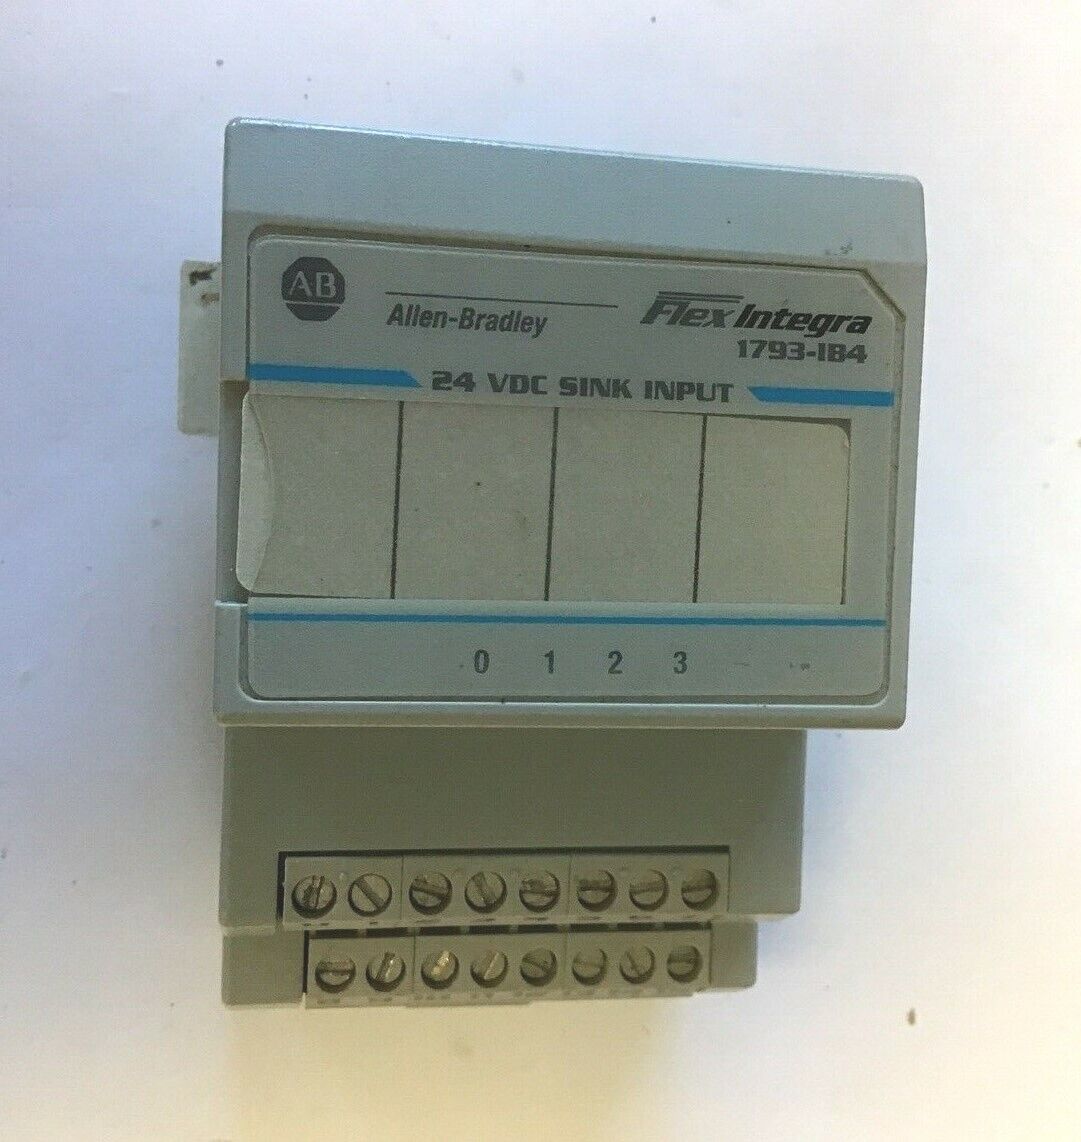 AB
Allen-Bradley
Flex Integra
1793-IB4
24 VDC SINK INPUT
0 1 2 3